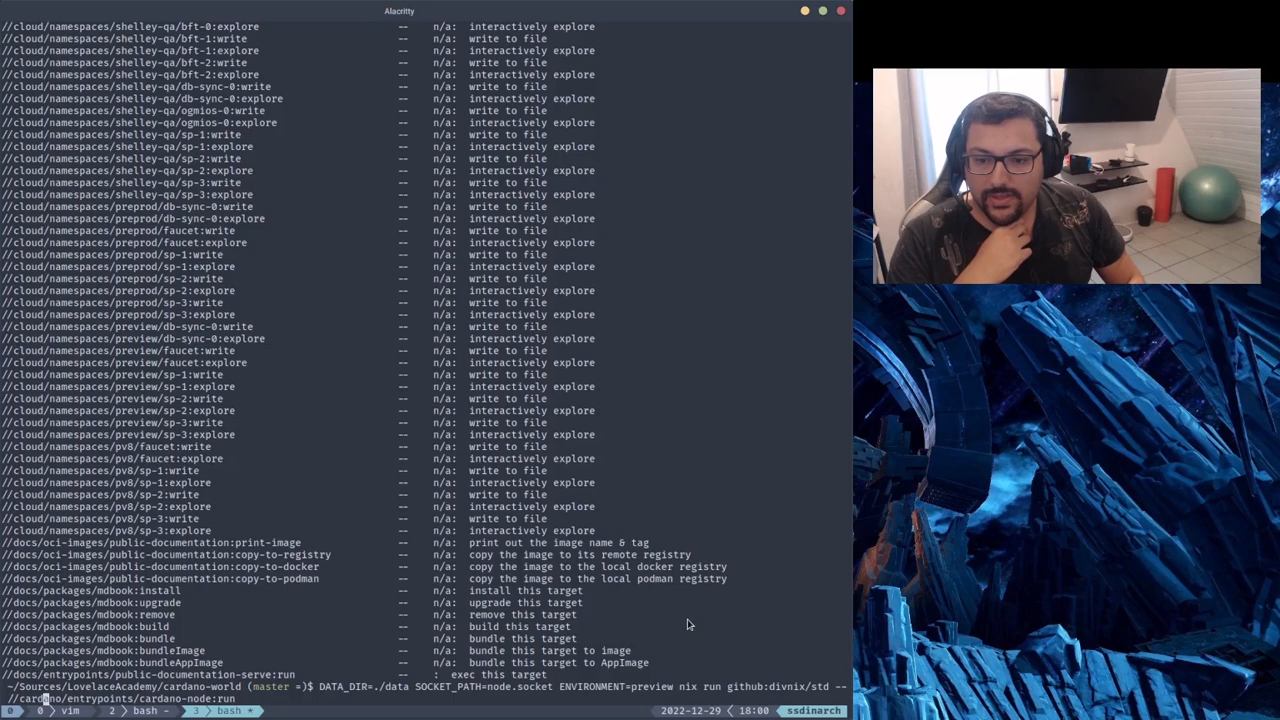 Alacritty
//cloud/namespaces/shelley-qa/bft-0:explore -- n/a: interactively explore
//cloud/namespaces/shelley-qa/bft-1:write -- n/a: write to file
//cloud/namespaces/shelley-qa/bft-1:explore -- n/a: interactively explore
//cloud/namespaces/shelley-qa/bft-2:write -- n/a: write to file
//cloud/namespaces/shelley-qa/bft-2:explore -- n/a: interactively explore
//cloud/namespaces/shelley-qa/db-sync-0:write -- n/a: write to file
//cloud/namespaces/shelley-qa/db-sync-0:explore -- n/a: interactively explore
//cloud/namespaces/shelley-qa/ogmios-0:write -- n/a: write to file
//cloud/namespaces/shelley-qa/ogmios-0:explore -- n/a: interactively explore
//cloud/namespaces/shelley-qa/sp-1:write -- n/a: write to file
//cloud/namespaces/shelley-qa/sp-1:explore -- n/a: interactively explore
//cloud/namespaces/shelley-qa/sp-2:write -- n/a: write to file
//cloud/namespaces/shelley-qa/sp-2:explore -- n/a: interactively explore
//cloud/namespaces/shelley-qa/sp-3:write -- n/a: write to file
//cloud/namespaces/shelley-qa/sp-3:explore -- n/a: interactively explore
//cloud/namespaces/preprod/db-sync-0:write -- n/a: write to file
//cloud/namespaces/preprod/db-sync-0:explore -- n/a: interactively explore
//cloud/namespaces/preprod/faucet:write -- n/a: write to file
//cloud/namespaces/preprod/faucet:explore -- n/a: interactively explore
//cloud/namespaces/preprod/sp-1:write -- n/a: write to file
//cloud/namespaces/preprod/sp-1:explore -- n/a: interactively explore
//cloud/namespaces/preprod/sp-2:write -- n/a: write to file
//cloud/namespaces/preprod/sp-2:explore -- n/a: interactively explore
//cloud/namespaces/preprod/sp-3:write -- n/a: write to file
//cloud/namespaces/preprod/sp-3:explore -- n/a: interactively explore
//cloud/namespaces/preview/db-sync-0:write -- n/a: write to file
//cloud/namespaces/preview/db-sync-0:explore -- n/a: interactively explore
//cloud/namespaces/preview/faucet:write -- n/a: write to file
//cloud/namespaces/preview/faucet:explore -- n/a: interactively explore
//cloud/namespaces/preview/sp-1:write -- n/a: write to file
//cloud/namespaces/preview/sp-1:explore -- n/a: interactively explore
//cloud/namespaces/preview/sp-2:write -- n/a: write to file
//cloud/namespaces/preview/sp-2:explore -- n/a: interactively explore
//cloud/namespaces/preview/sp-3:write -- n/a: write to file
//cloud/namespaces/preview/sp-3:explore -- n/a: interactively explore
//cloud/namespaces/pv8/faucet:write -- n/a: write to file
//cloud/namespaces/pv8/faucet:explore -- n/a: interactively explore
//cloud/namespaces/pv8/sp-1:write -- n/a: write to file
//cloud/namespaces/pv8/sp-1:explore -- n/a: interactively explore
//cloud/namespaces/pv8/sp-2:write -- n/a: write to file
//cloud/namespaces/pv8/sp-2:explore -- n/a: interactively explore
//cloud/namespaces/pv8/sp-3:write -- n/a: write to file
//cloud/namespaces/pv8/sp-3:explore -- n/a: interactively explore
//docs/oci-images/public-documentation:print-image -- n/a: print out the image name & tag
//docs/oci-images/public-documentation:copy-to-registry -- n/a: copy the image to its remote registry
//docs/oci-images/public-documentation:copy-to-docker -- n/a: copy the image to the local docker registry
//docs/oci-images/public-documentation:copy-to-podman -- n/a: copy the image to the local podman registry
//docs/packages/mdbook:install -- n/a: install this target
//docs/packages/mdbook:upgrade -- n/a: upgrade this target
//docs/packages/mdbook:remove -- n/a: remove this target
//docs/packages/mdbook:build -- n/a: build this target
//docs/packages/mdbook:bundle -- n/a: bundle this target
//docs/packages/mdbook:bundleImage -- n/a: bundle this target to image
//docs/packages/mdbook:bundleAppImage -- n/a: bundle this target to AppImage
//docs/entrypoints/public-documentation-serve:run -- : exec this target
~/Sources/LovelaceAcademy/cardano-world (master =)$ DATA_DIR=./data SOCKET_PATH=node.socket ENVIRONMENT=preview nix run github:divnix/std --
//cardano/entrypoints/cardano-node:run
0 0 vim 2 bash - 3 bash * 2022-12-29 18:00 ssdinarch